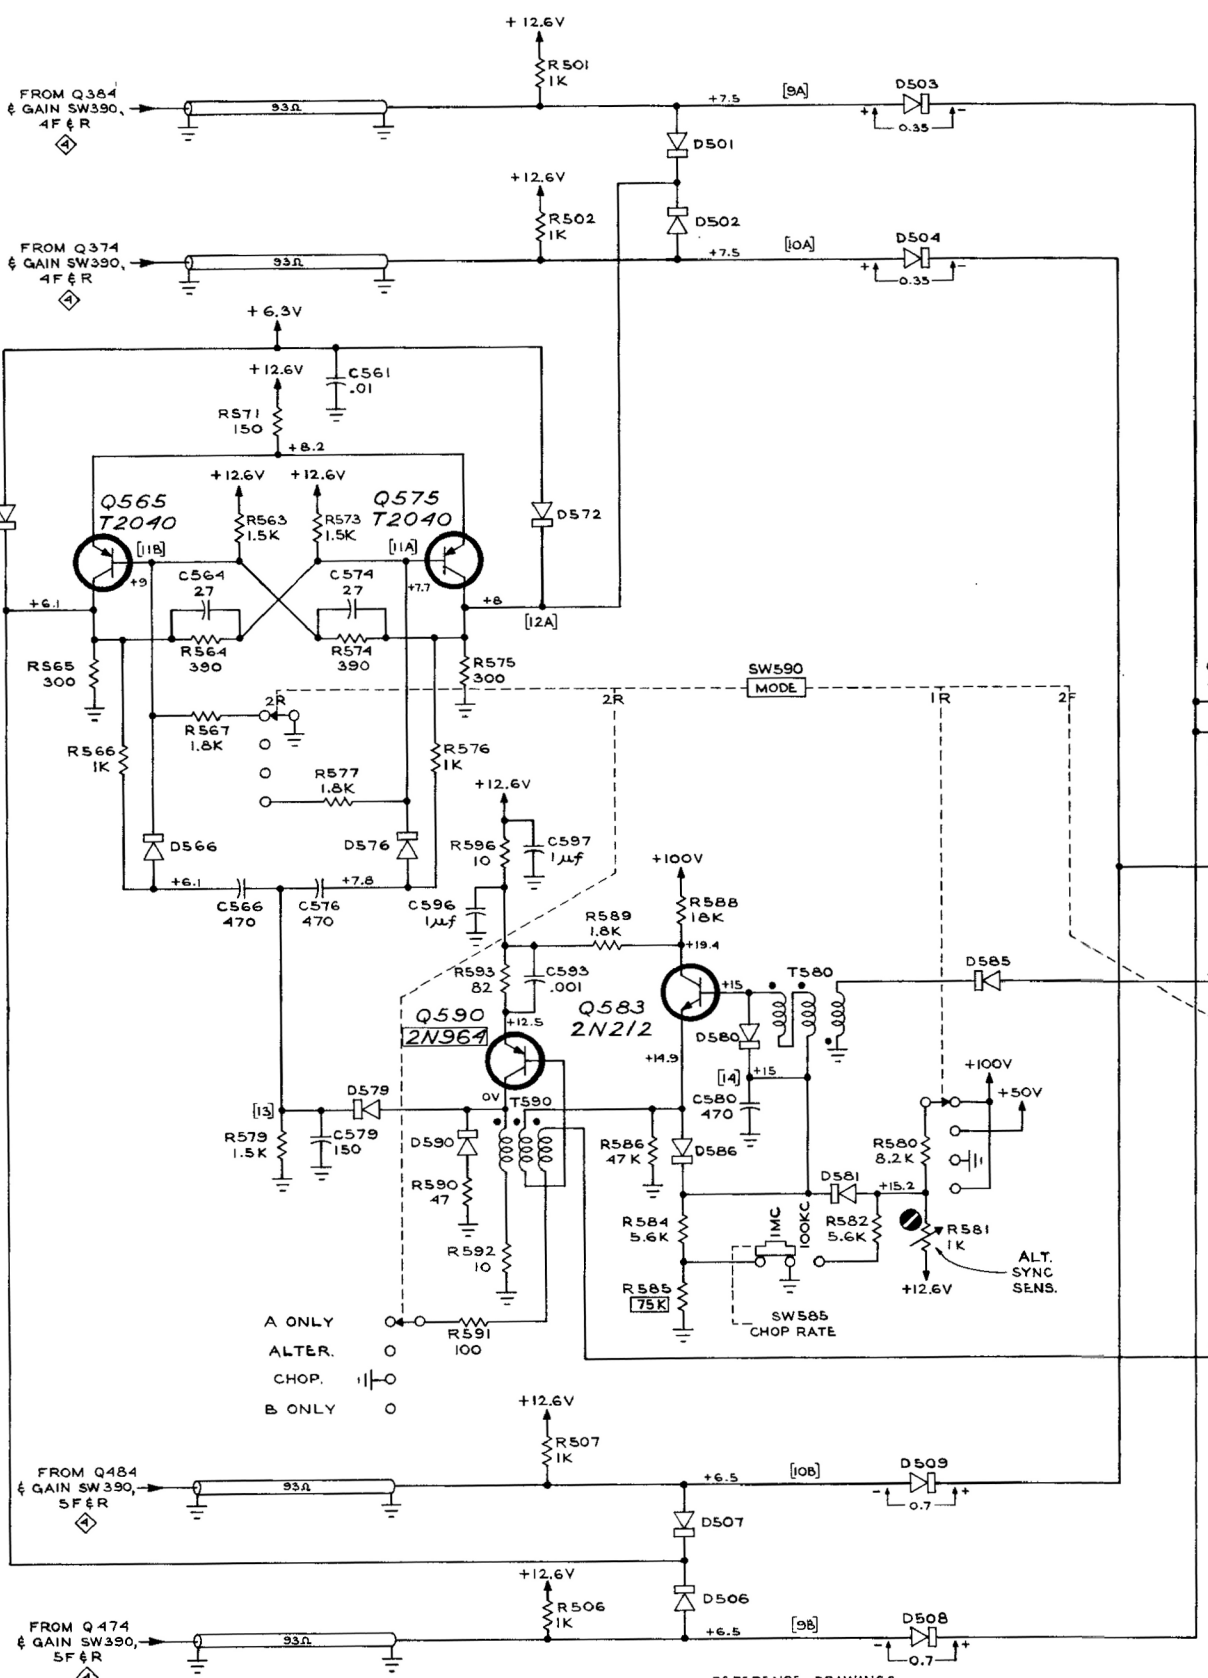 +12.6V
R501
1K
FROM Q384
& GAIN SW390,
4F & R
4
93Ω
+7.5
[9A]
D503
+ 0.35 -
D501
+12.6V
R502
1K
D502
FROM Q374
& GAIN SW390,
4F & R
4
93Ω
+7.5
[10A]
D504
+ 0.35 -
+6.3V
+12.6V
C561
.01
R571
150
+8.2
+12.6V
+12.6V
Q565
T2040
Q575
T2040
R563
1.5K
R573
1.5K
D572
[11B]
[11A]
+9
C564
27
C574
27
+7.7
+6.1
+8
[12A]
R564
390
R574
390
R565
300
R575
300
SW590
MODE
2R
2R
1R
2F
R567
1.8K
R566
1K
R577
1.8K
R576
1K
+12.6V
D566
D576
R596
10
C597
1μf
+100V
+6.1
+7.8
C566
470
C576
470
C596
1μf
R589
1.8K
R588
18K
+19.4
R593
82
C593
.001
+15
T580
D585
Q590
2N964
+12.5
Q583
2N212
D580
+14.9
[14]
+15
+100V
+50V
0V
T590
D579
[13]
C580
470
R579
1.5K
C579
150
D590
R586
47K
D586
R580
8.2K
R590
47
D581
+15.2
R584
5.6K
1MC
100KC
R582
5.6K
R581
1K
R592
10
ALT.
SYNC
SENS.
R585
75K
+12.6V
SW585
CHOP RATE
A ONLY
R591
100
ALTER.
CHOP.
B ONLY
+12.6V
R507
1K
FROM Q484
& GAIN SW390,
5F & R
4
93Ω
+6.5
[10B]
D509
- 0.7 +
D507
+12.6V
R506
1K
D506
FROM Q474
& GAIN SW390,
5F & R
93Ω
+6.5
[9B]
D508
- 0.7 +